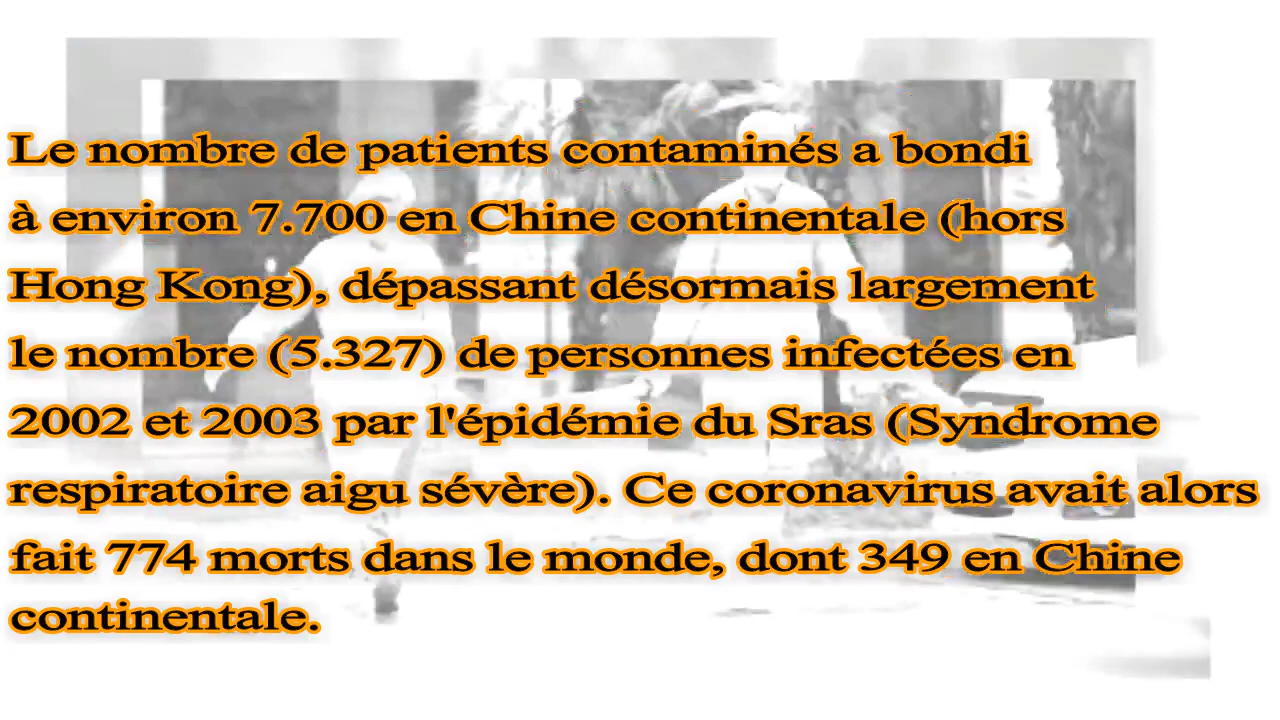 Le nombre de patients contaminés a bondi
à environ 7.700 en Chine continentale (hors
Hong Kong), dépassant désormais largement
le nombre (5.327) de personnes infectées en
2002 et 2003 par l'épidémie du Sras (Syndrome
respiratoire aigu sévère). Ce coronavirus avait alors
fait 774 morts dans le monde, dont 349 en Chine
continentale.